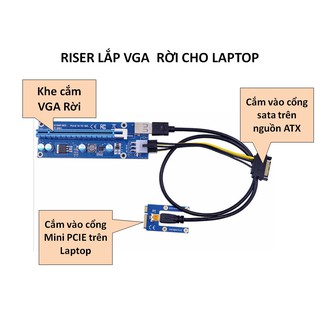 RISER LẮP VGA RỜI CHO LAPTOP
Khe cắm
VGA Rời
Cắm vào cổng
sata trên
nguồn ATX
Cắm vào cổng
Mini PCIE trên
Laptop